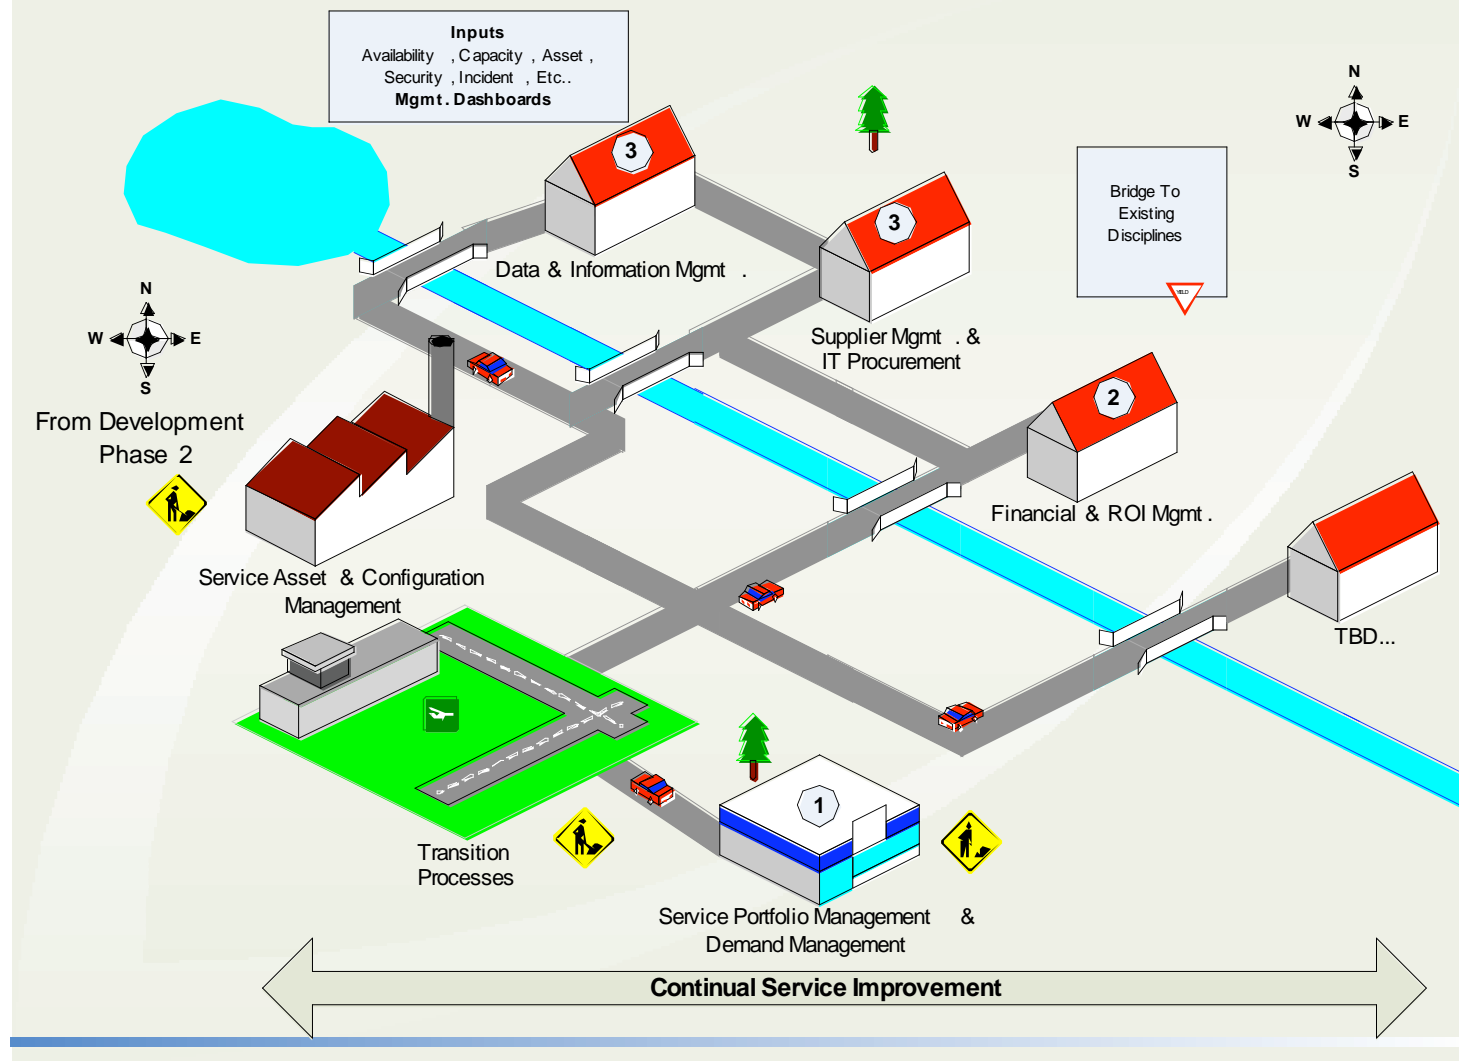 Inputs
Availability , Capacity , Asset ,
Security , Incident , Etc..
Mgmt. Dashboards
N
W E
S
3
Bridge To
Existing
Disciplines
YIELD
3
Data & Information Mgmt .
N
W E
S
Supplier Mgmt . &
IT Procurement
2
From Development
Phase 2
Financial & ROI Mgmt .
Service Asset & Configuration
Management
TBD...
1
Transition
Processes
Service Portfolio Management &
Demand Management
Continual Service Improvement